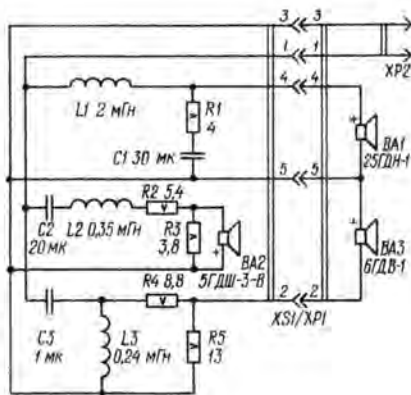 3 3
1 1
XP2
4 4
L1 2 мГн
R1
4
BA1
25ГДН-1
C1 30 мк
5 5
R2 5,4
C2
20 мк
L2 0,35мГн
R3
3,8
BA2
5ГДШ-3-8
BA3
6ГДВ-1
R4 8,8
2 2
XS1/XP1
C3
1 мк
L3
0,24 мГн
R5
13